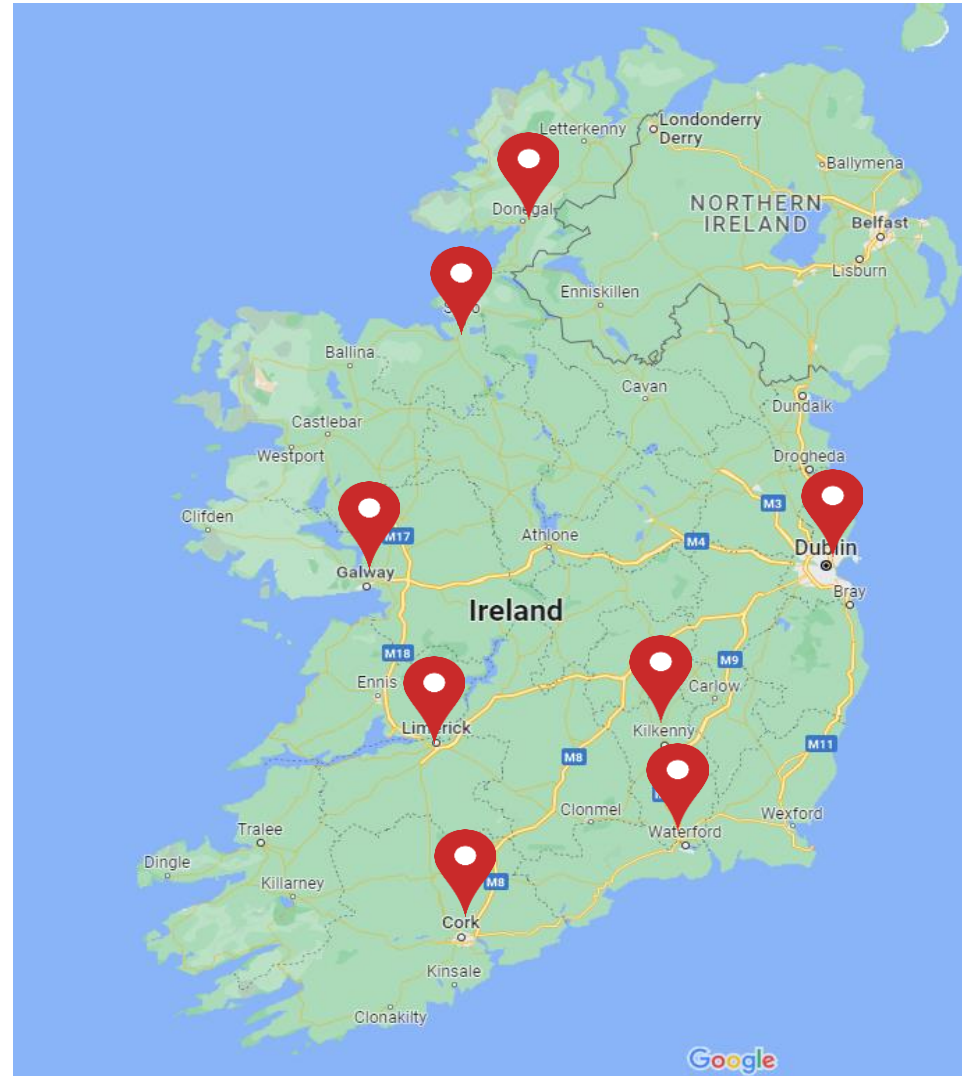 Letterkenny
Londonderry
Derry
Ballymena
NORTHERN
IRELAND
Donegal
Belfast
Lisburn
Enniskillen
Ballina
Cavan
Dundalk
Castlebar
Westport
Drogheda
M3
Clifden
M17
Athlone
M4
Dublin
Galway
Bray
Ireland
M18
M9
Ennis
Carlow
Limerick
Kilkenny
M11
M8
Clonmel
Wexford
Tralee
Waterford
Dingle
Killarney
M8
Cork
Kinsale
Clonakilty
Google